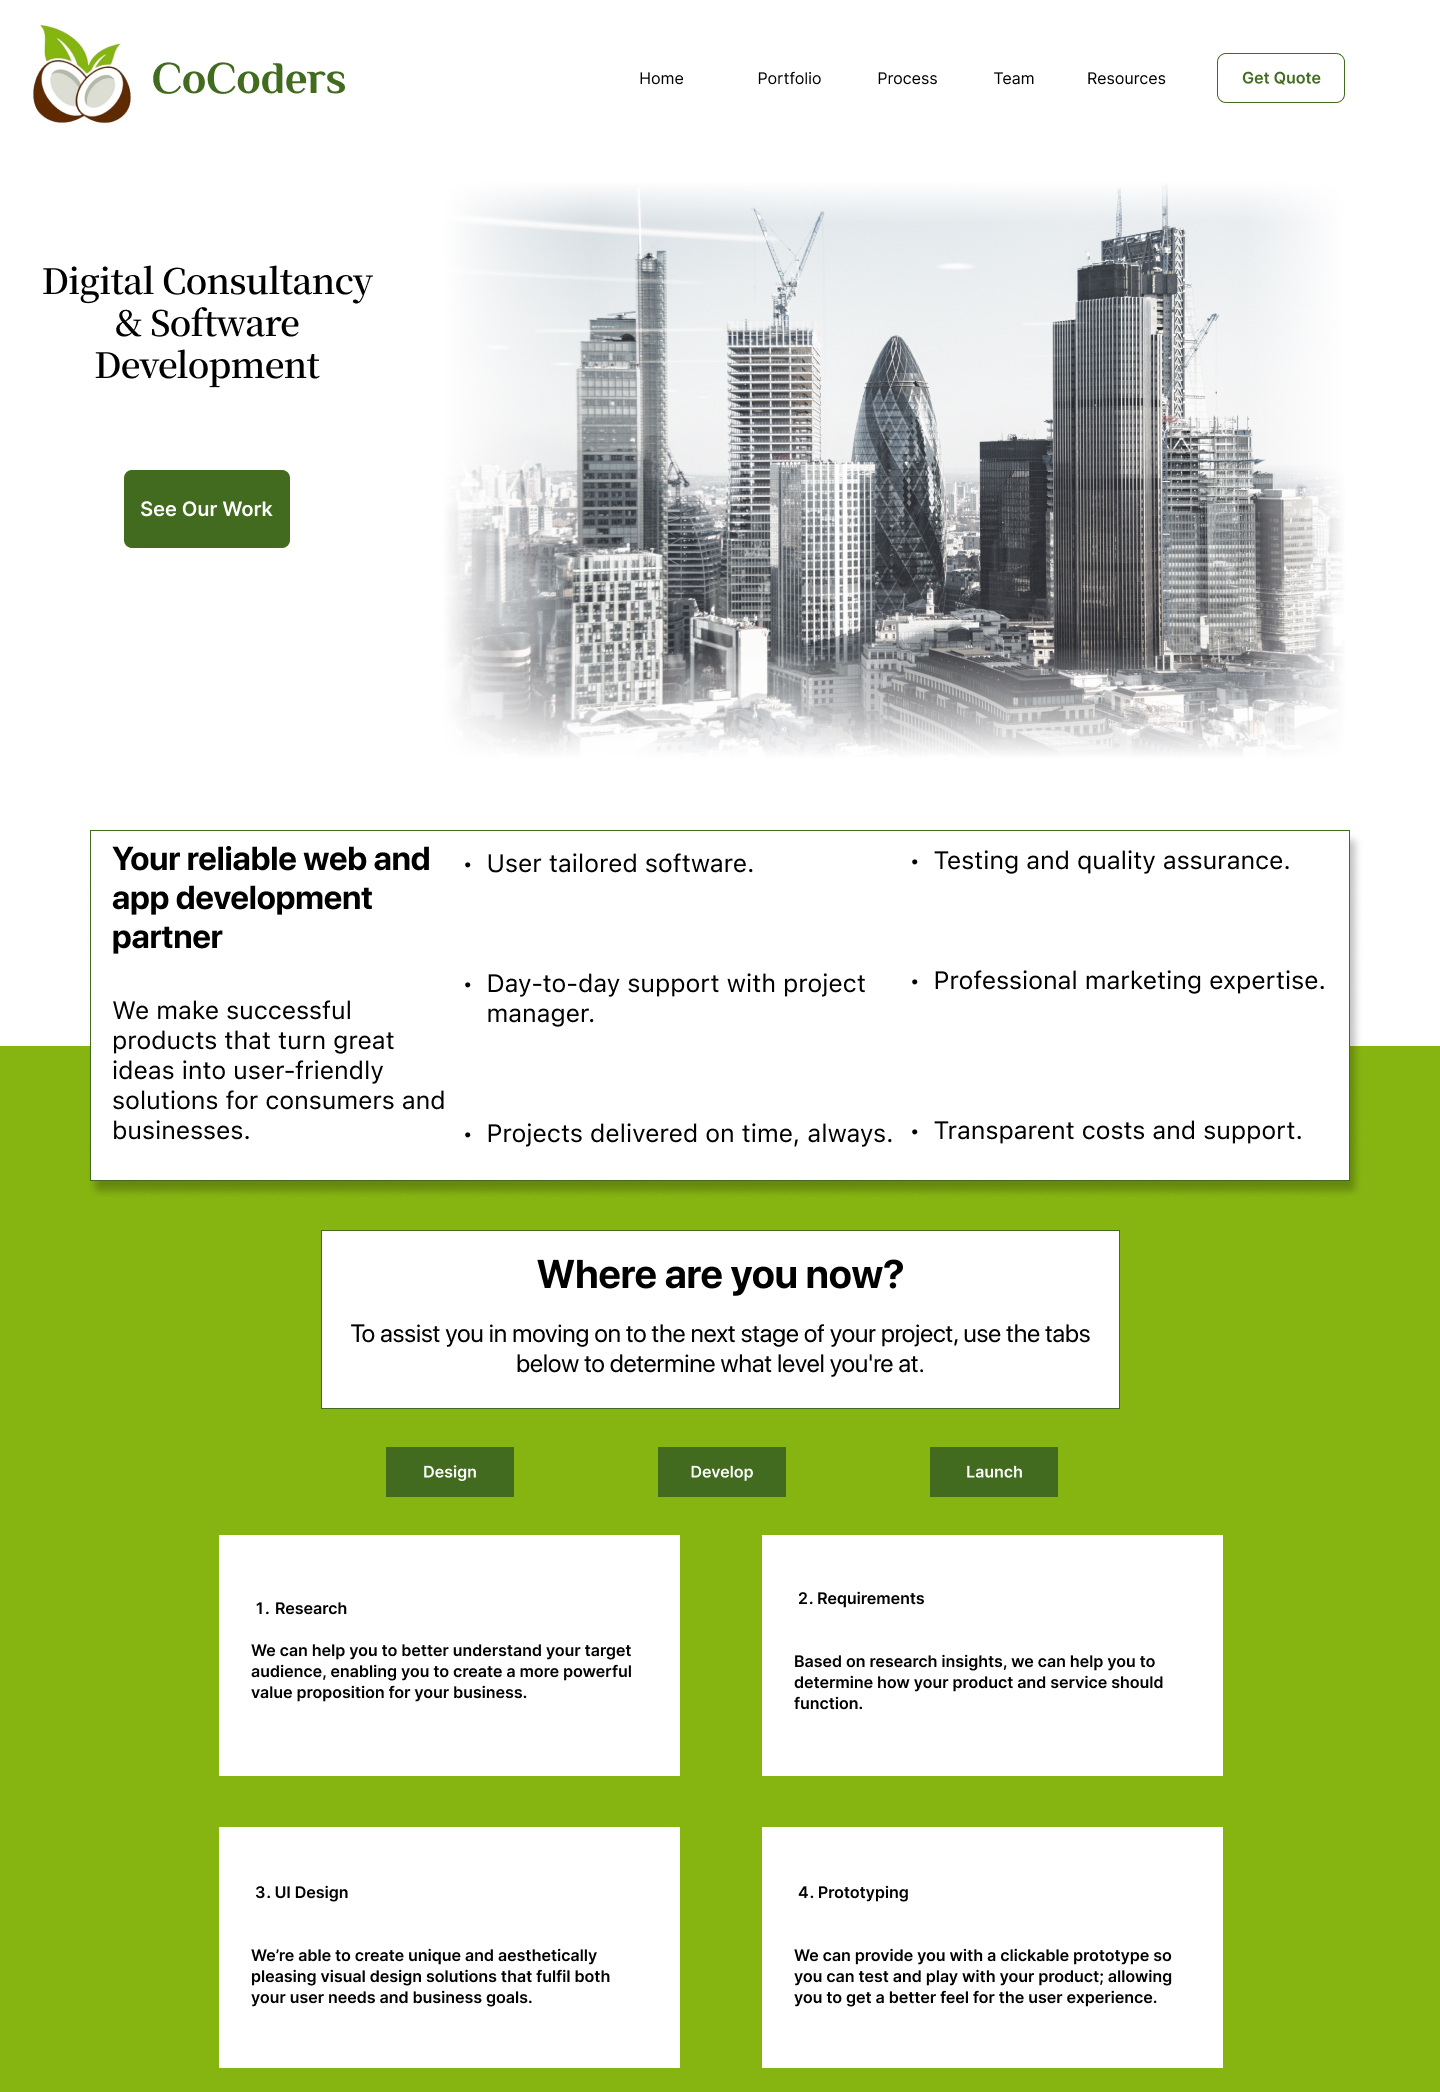 CoCoders
Home
Portfolio
Process
Team
Resources
Get Quote
Digital Consultancy
& Software
Development
See Our Work
Your reliable web and
app development
partner
We make successful
products that turn great
ideas into user-friendly
solutions for consumers and
businesses.
• User tailored software.
• Day-to-day support with project
manager.
• Projects delivered on time, always.
• Testing and quality assurance.
• Professional marketing expertise.
• Transparent costs and support.
Where are you now?
To assist you in moving on to the next stage of your project, use the tabs
below to determine what level you're at.
Design
Develop
Launch
1. Research
We can help you to better understand your target
audience, enabling you to create a more powerful
value proposition for your business.
2. Requirements
Based on research insights, we can help you to
determine how your product and service should
function.
3. UI Design
We’re able to create unique and aesthetically
pleasing visual design solutions that fulfil both
your user needs and business goals.
4. Prototyping
We can provide you with a clickable prototype so
you can test and play with your product; allowing
you to get a better feel for the user experience.